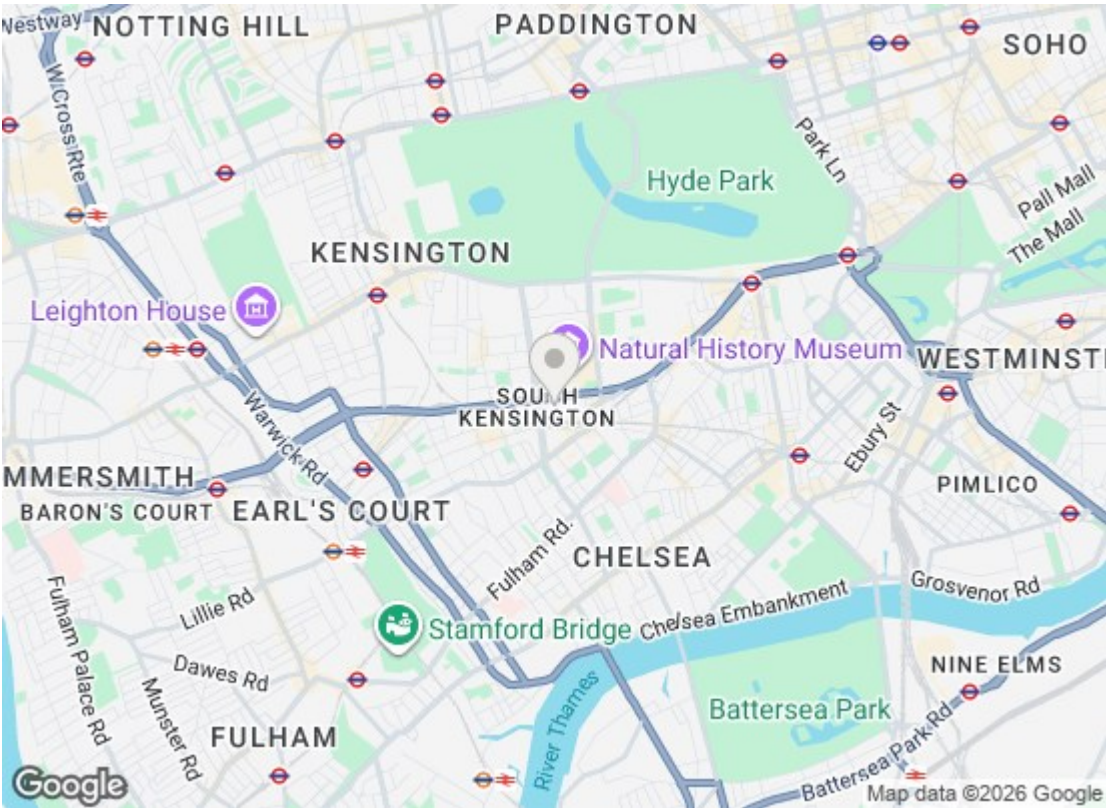 Westway
NOTTING HILL
PADDINGTON
SOHO
W Cross Rte
Park Ln
Hyde Park
Pall Mall
The Mall
KENSINGTON
Leighton House
Natural History Museum
WESTMINST
SOUTH
KENSINGTON
Warwick Rd
Ebury St
MMERSMITH
BARON'S COURT
EARL'S COURT
PIMLICO
Fulham Rd.
CHELSEA
Grosvenor Rd
Lillie Rd
Chelsea Embankment
Stamford Bridge
Fulham Palace Rd
Dawes Rd
Munster Rd
NINE ELMS
River Thames
Battersea Park
Battersea Park Rd
FULHAM
Google
Map data ©2026 Google